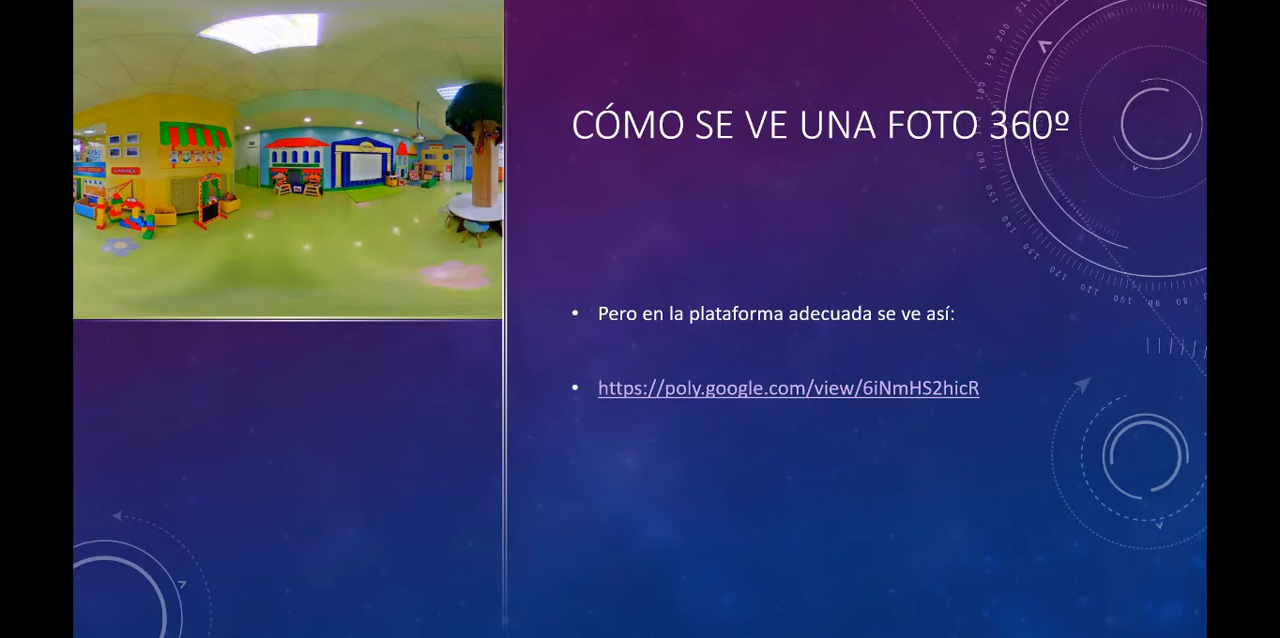 CÓMO SE VE UNA FOTO 360º
• Pero en la plataforma adecuada se ve así:
• https://poly.google.com/view/6iNmHS2hicR